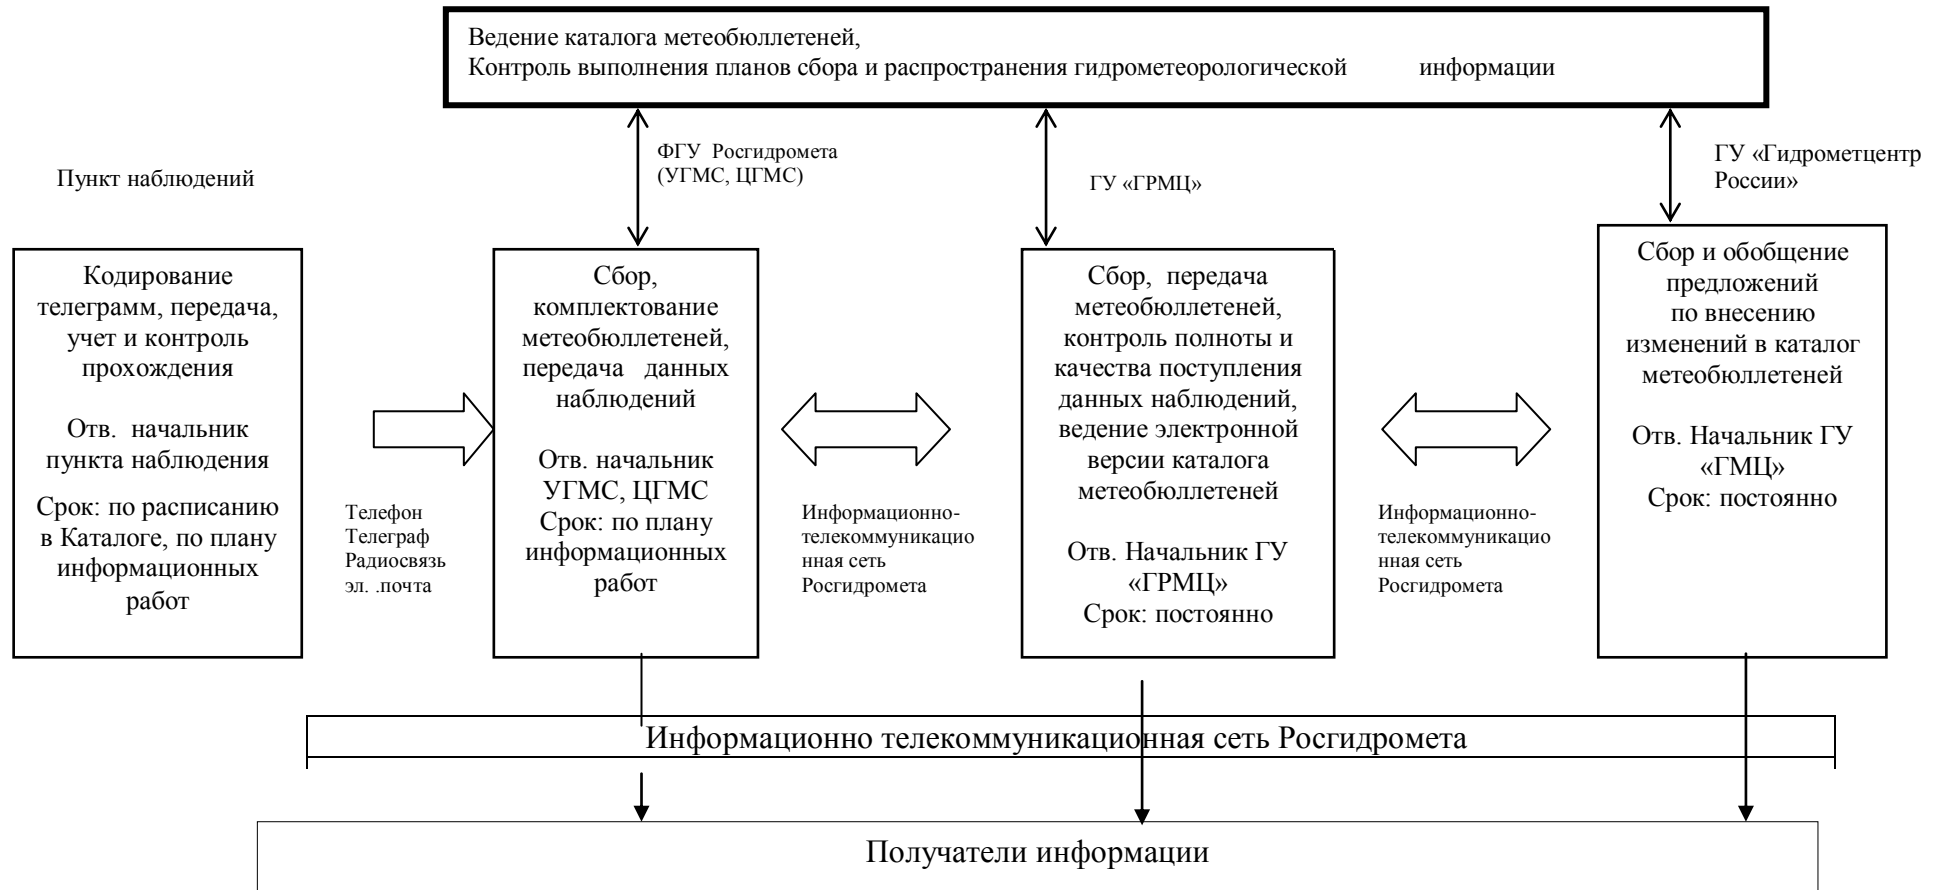 Ведение каталога метеобюллетеней,
Контроль выполнения планов сбора и распространения гидрометеорологической информации
Пункт наблюдений
ФГУ Росгидромета
(УГМС, ЦГМС)
ГУ «ГРМЦ»
ГУ «Гидрометцентр
России»
Кодирование
телеграмм, передача,
учет и контроль
прохождения
Отв. начальник
пункта наблюдения
Срок: по расписанию
в Каталоге, по плану
информационных
работ
Телефон
Телеграф
Радиосвязь
эл. .почта
Сбор,
комплектование
метеобюллетеней,
передача данных
наблюдений
Отв. начальник
УГМС, ЦГМС
Срок: по плану
информационных
работ
Информационно-
телекоммуникацио
нная сеть
Росгидромета
Сбор, передача
метеобюллетеней,
контроль полноты и
качества поступления
данных наблюдений,
ведение электронной
версии каталога
метеобюллетеней
Отв. Начальник ГУ
«ГРМЦ»
Срок: постоянно
Информационно-
телекоммуникацио
нная сеть
Росгидромета
Сбор и обобщение
предложений
по внесению
изменений в каталог
метеобюллетеней
Отв. Начальник ГУ
«ГМЦ»
Срок: постоянно
Информационно телекоммуникационная сеть Росгидромета
Получатели информации